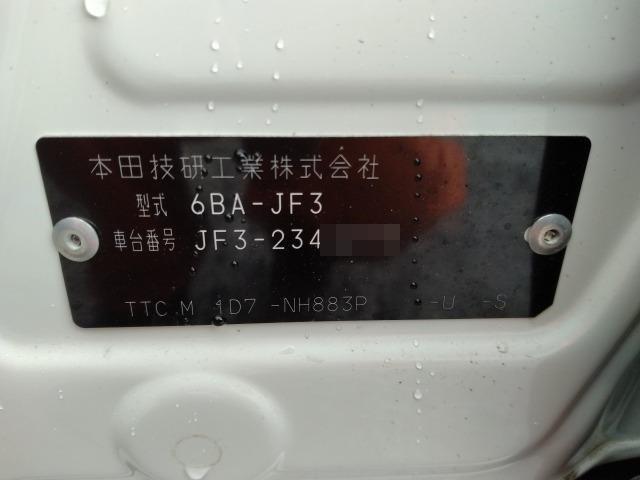 本田技研工業株式会社
型式 6BA-JF3
車台番号 JF3-234
TTC M 1D7 -NH883P -U -S